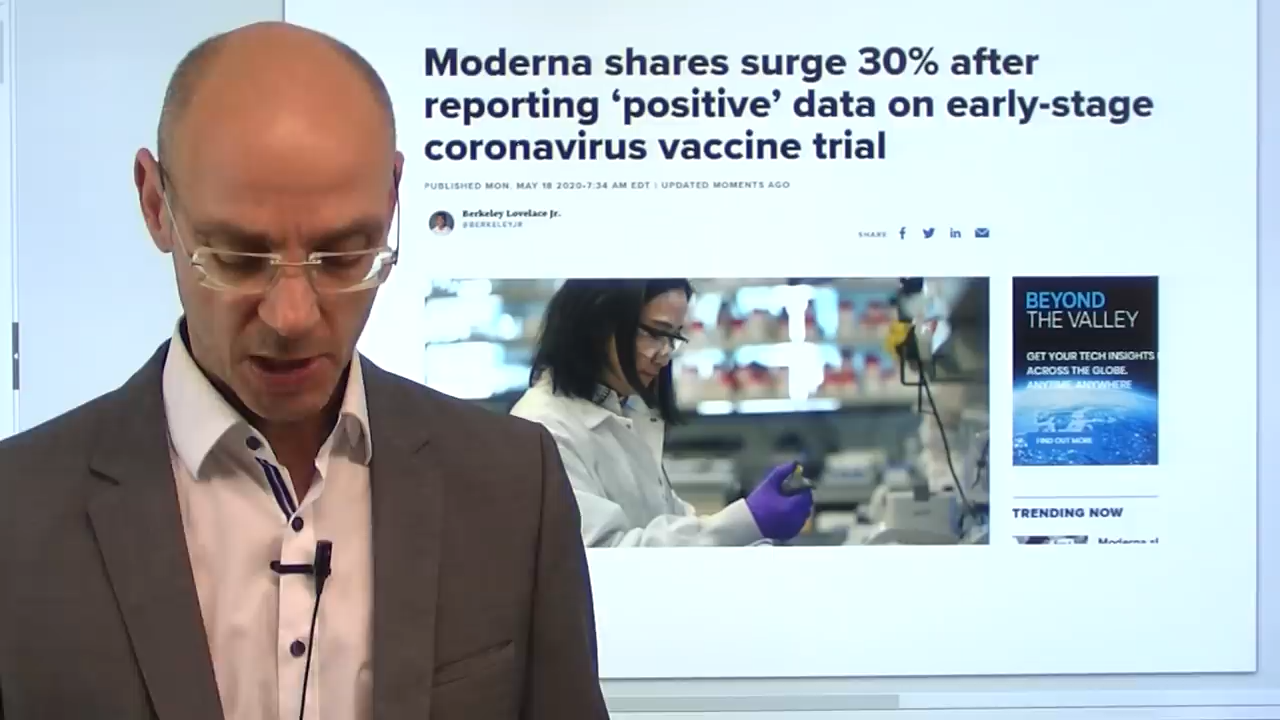 Moderna shares surge 30% after
reporting ‘positive’ data on early-stage
coronavirus vaccine trial
PUBLISHED MON, MAY 18 2020•7:34 AM EDT | UPDATED MOMENTS AGO
Berkeley Lovelace Jr.
@BERKELEYJR
SHARE
BEYOND
THE VALLEY
GET YOUR TECH INSIGHTS
ACROSS THE GLOBE.
ANYTIME, ANYWHERE
FIND OUT MORE
TRENDING NOW
Moderna